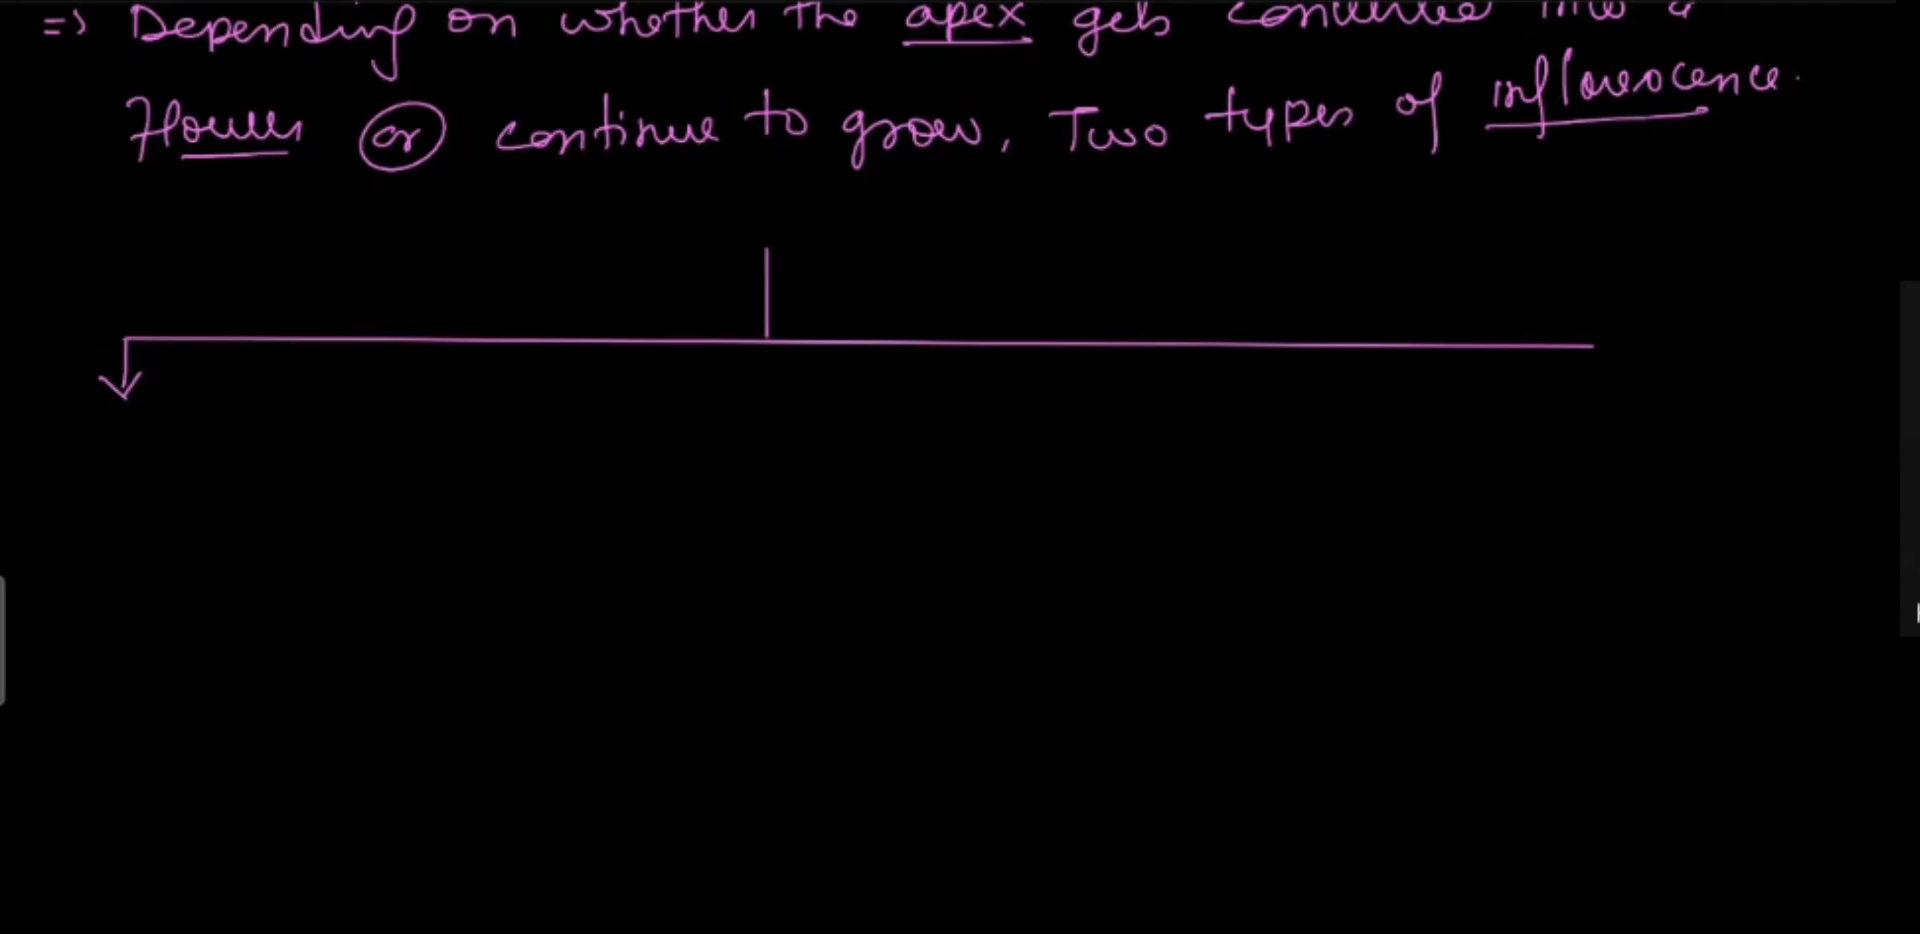 => Depending on whether the apex gets
Flower or continue to grow, Two types of inflorescence.